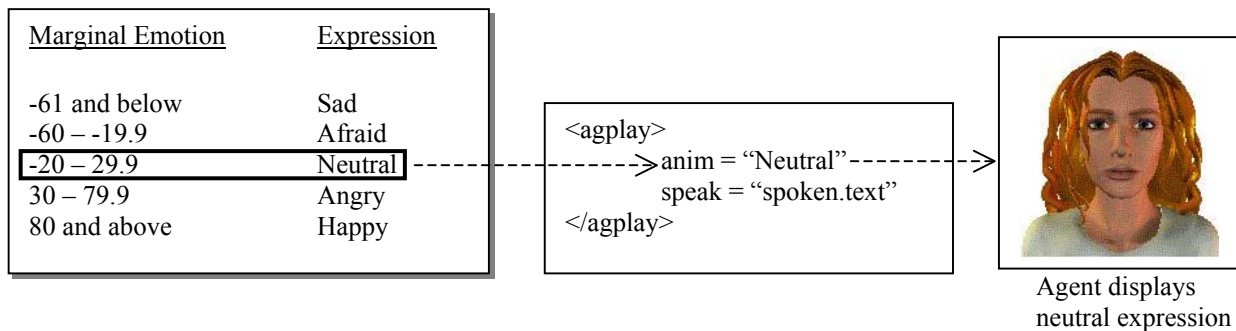 Marginal Emotion Expression
-61 and below Sad
-60 – -19.9 Afraid
-20 – 29.9 Neutral
30 – 79.9 Angry
80 and above Happy
<agplay>
anim = “Neutral”
speak = “spoken.text”
</agplay>
Agent displays
neutral expression